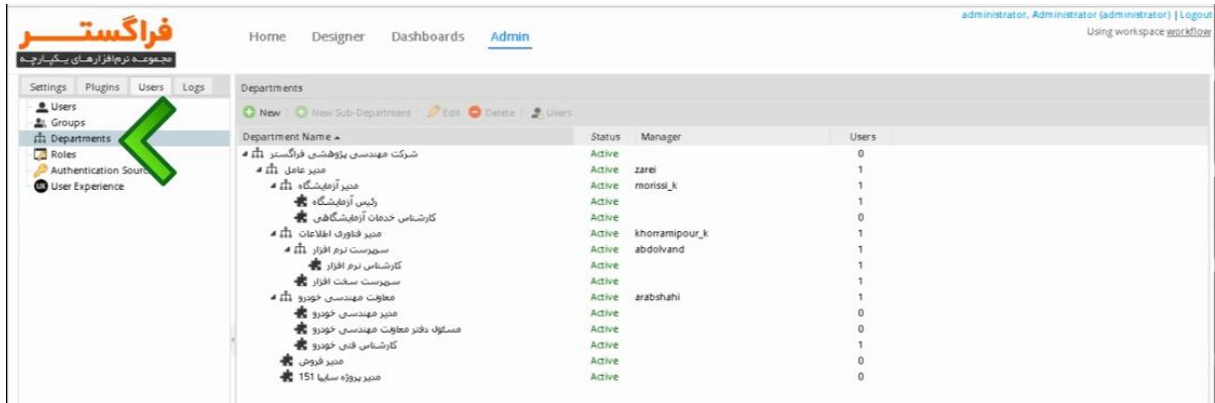 administrator, Administrator (administrator) | Logout
Using workspace workflow
فراگستر
مجموعه نرم‌افزارهای یکپارچه
Home Designer Dashboards Admin
Settings Plugins Users Logs
Users
Groups
Departments
Roles
Authentication Sourc
User Experience
Departments
New New Sub-Department Edit Delete Users
Department Name Status Manager Users
شرکت مهندسی پژوهشی فراگستر Active 0
مدیر عامل Active zarei 1
مدیر آزمایشگاه Active morissi_k 1
رئیس آزمایشگاه Active 1
کارشناس خدمات آزمایشگاهی Active 0
مدیر فناوری اطلاعات Active khorramipour_k 1
سرپرست نرم افزار Active abdolvand 1
کارشناس نرم افزار Active 1
سرپرست سخت افزار Active 1
معاونت مهندسی خودرو Active arabshahi 1
مدیر مهندسی خودرو Active 0
مسئول دفتر معاونت مهندسی خودرو Active 0
کارشناس فنی خودرو Active 1
مدیر فروش Active 0
مدیر پروژه سایپا 151 Active 0